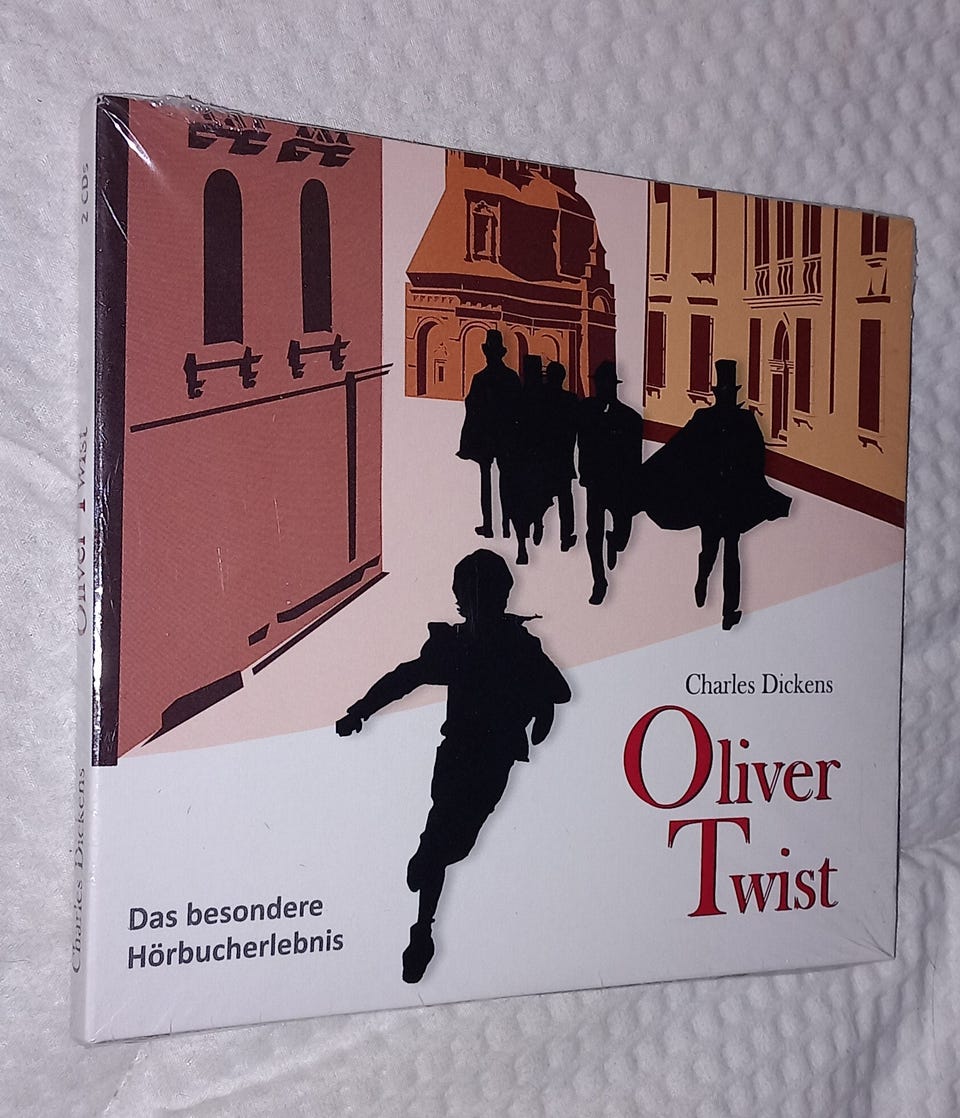 Charles Dickens
Oliver
Twist
Das besondere
Hörbucherlebnis
Charles Dickens Oliver Twist 2 CDs